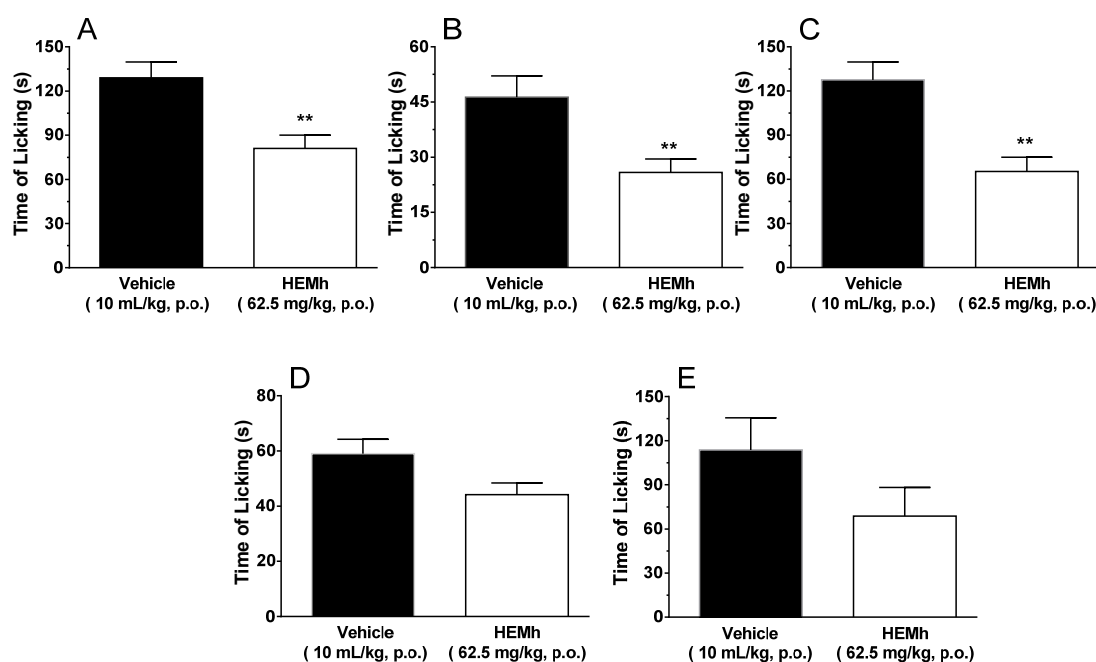 A
Time of Licking (s)
150
120
90
60
30
0
**
Vehicle
( 10 mL/kg, p.o.)
HEMh
( 62.5 mg/kg, p.o.)
B
Time of Licking (s)
60
45
30
15
0
**
Vehicle
( 10 mL/kg, p.o.)
HEMh
( 62.5 mg/kg, p.o.)
C
Time of Licking (s)
150
120
90
60
30
0
**
Vehicle
( 10 mL/kg, p.o.)
HEMh
( 62.5 mg/kg, p.o.)
D
Time of Licking (s)
80
60
40
20
0
Vehicle
( 10 mL/kg, p.o.)
HEMh
( 62.5 mg/kg, p.o.)
E
Time of Licking (s)
150
120
90
60
30
0
Vehicle
( 10 mL/kg, p.o.)
HEMh
( 62.5 mg/kg, p.o.)